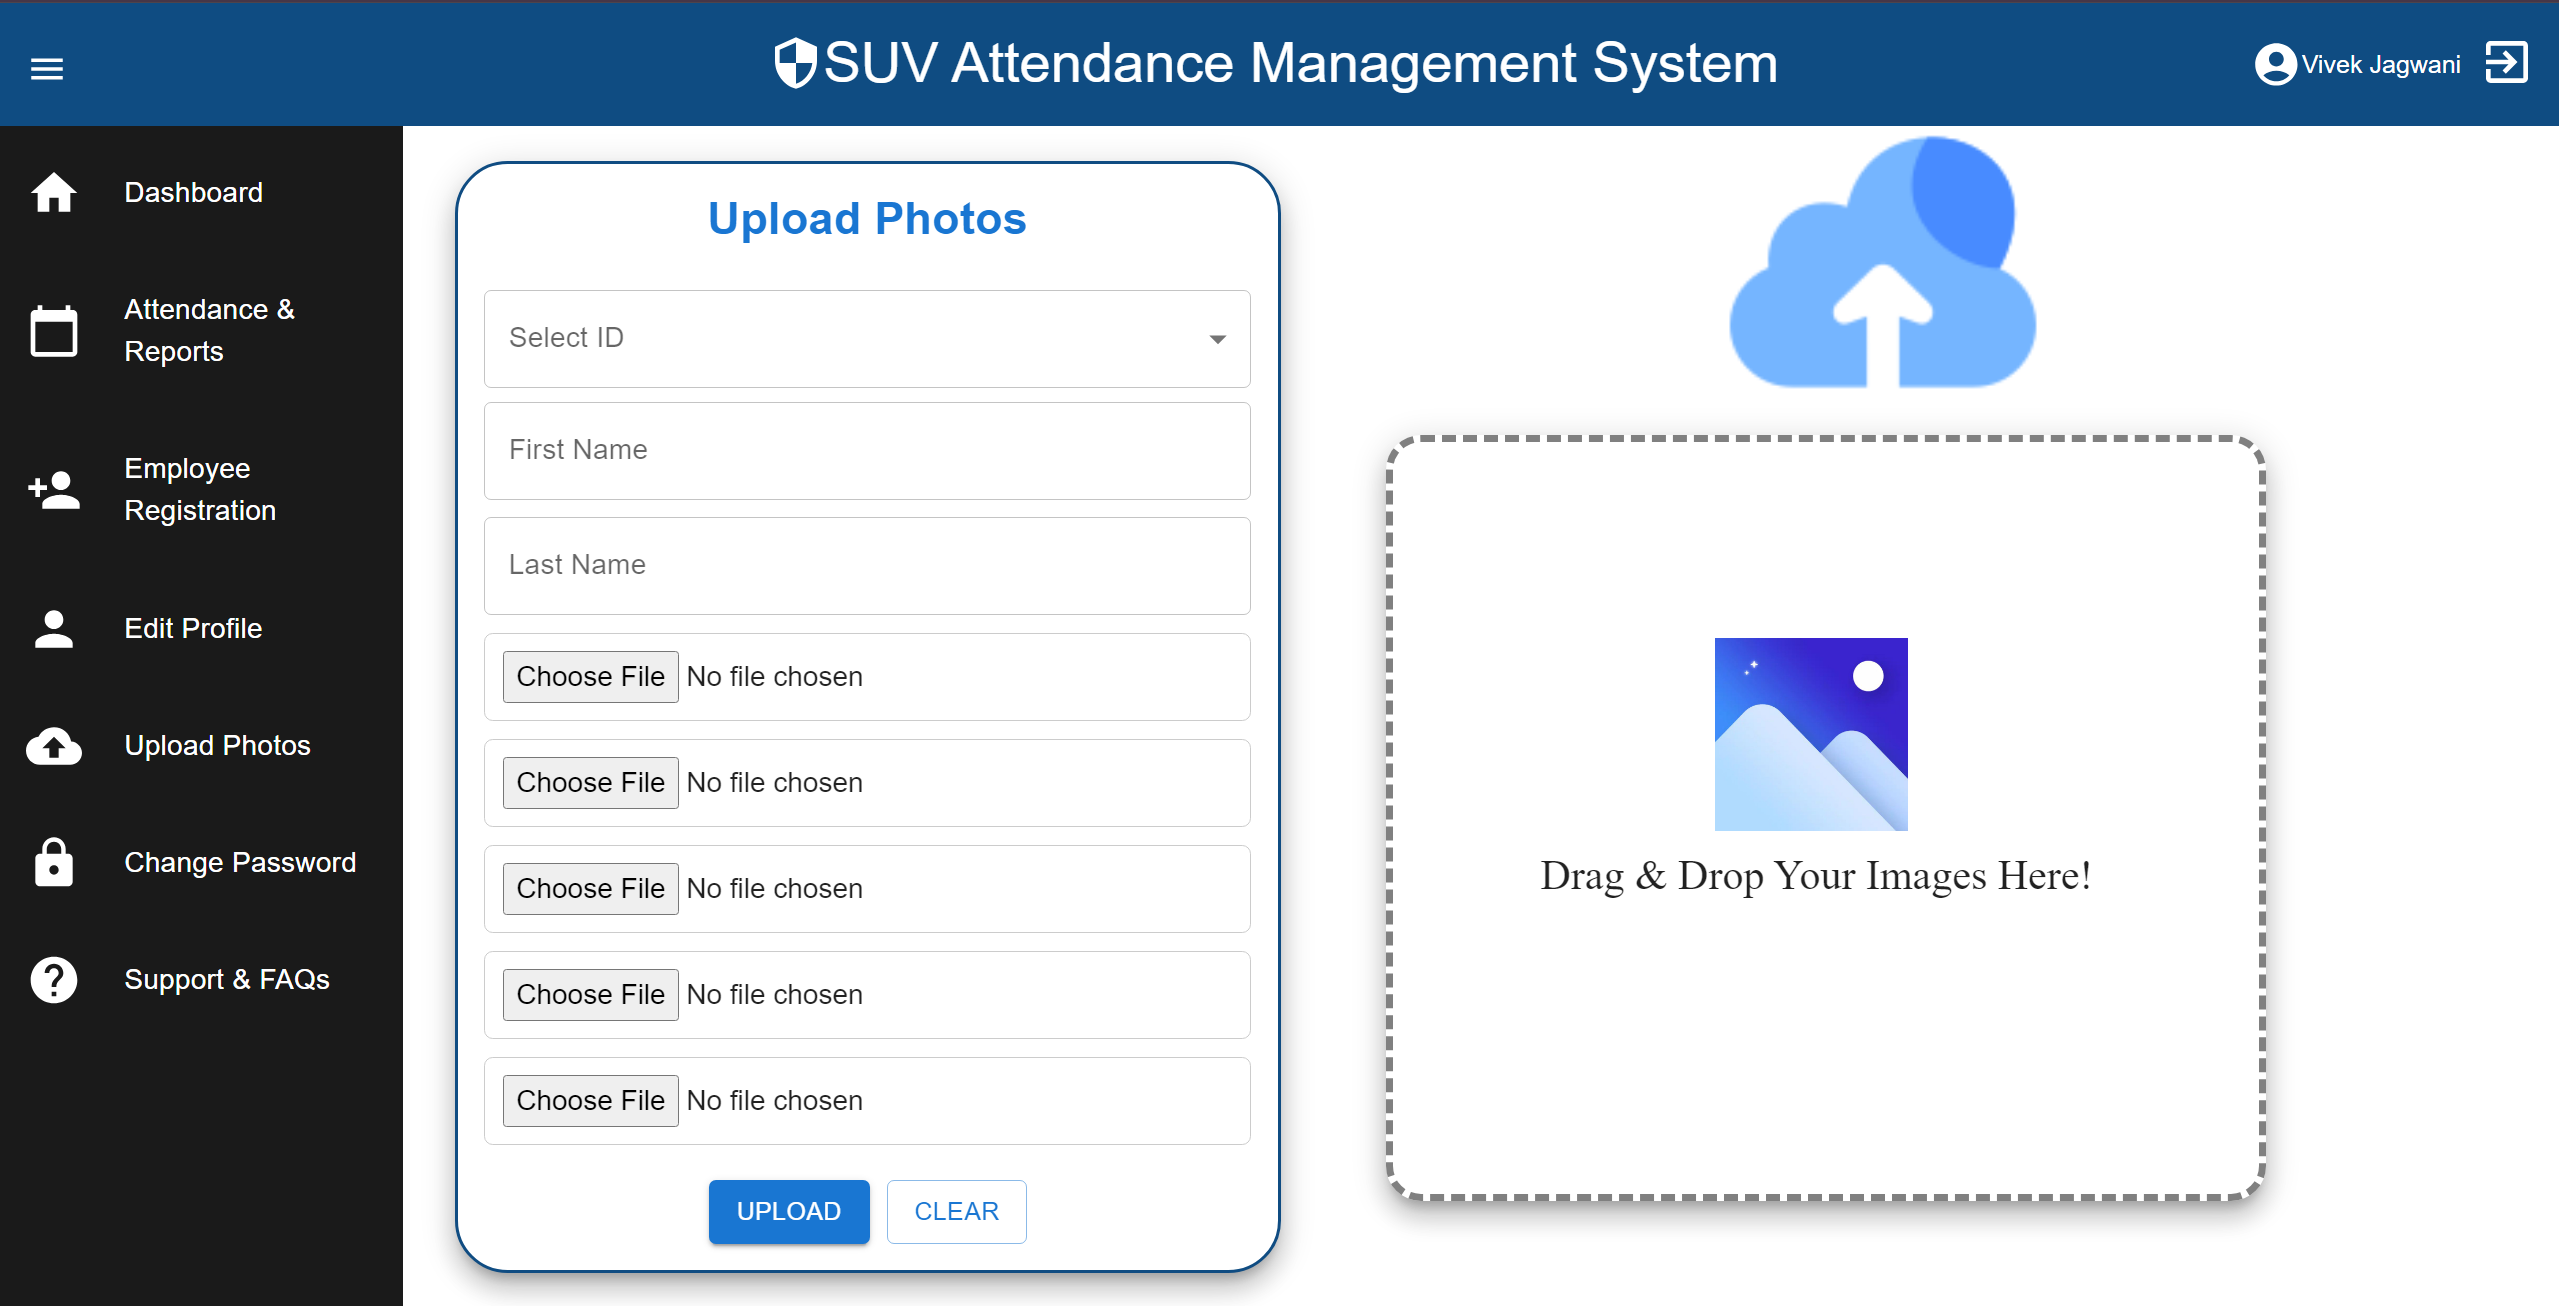 SUV Attendance Management System
Vivek Jagwani
Dashboard
Attendance &
Reports
Employee
Registration
Edit Profile
Upload Photos
Change Password
Support & FAQs
Upload Photos
Select ID
First Name
Last Name
Choose File No file chosen
Choose File No file chosen
Choose File No file chosen
Choose File No file chosen
Choose File No file chosen
UPLOAD CLEAR
Drag & Drop Your Images Here!